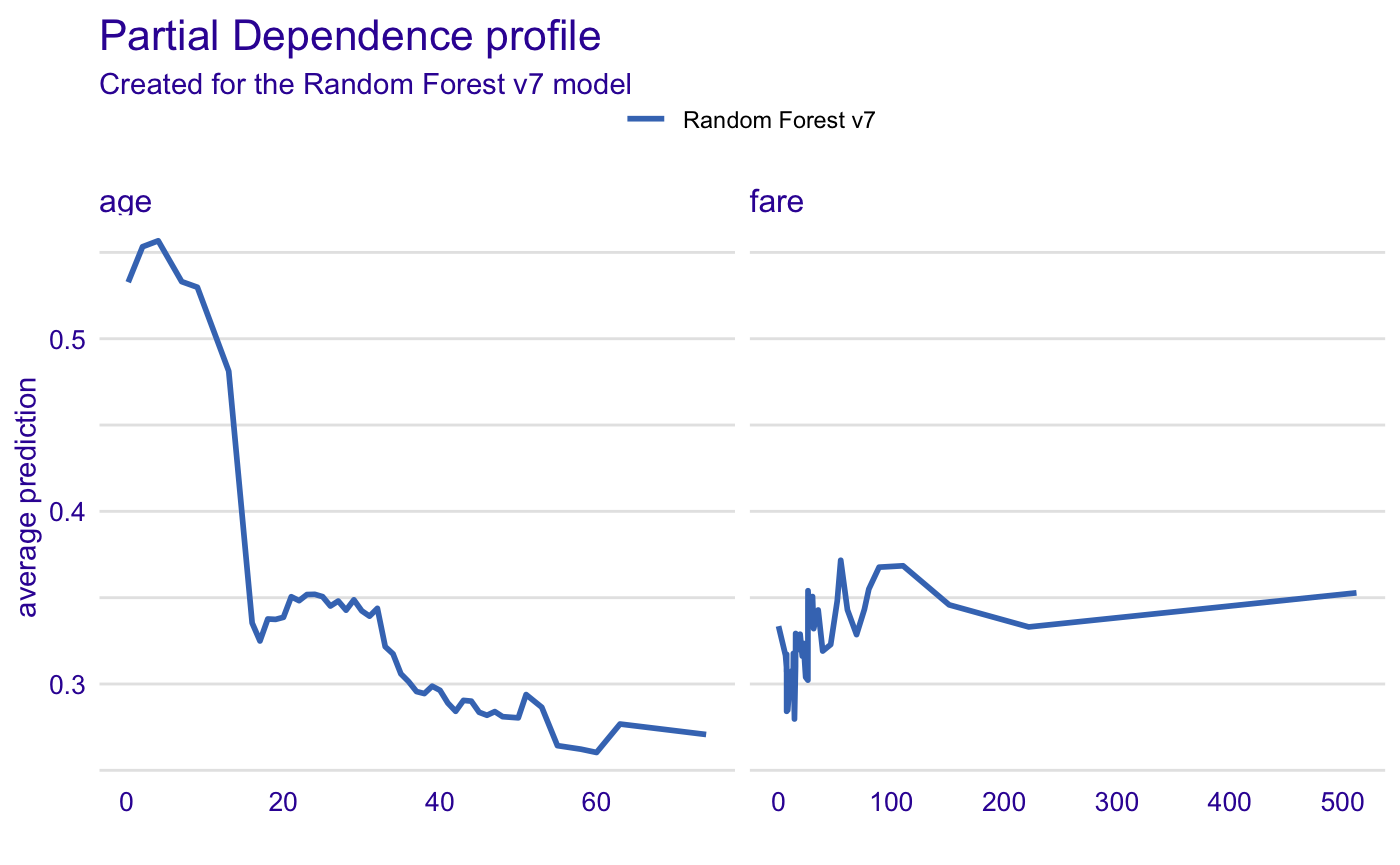 Partial Dependence profile
Created for the Random Forest v7 model
Random Forest v7
age
fare
average prediction
0.5
0.4
0.3
0 20 40 60
0 100 200 300 400 500